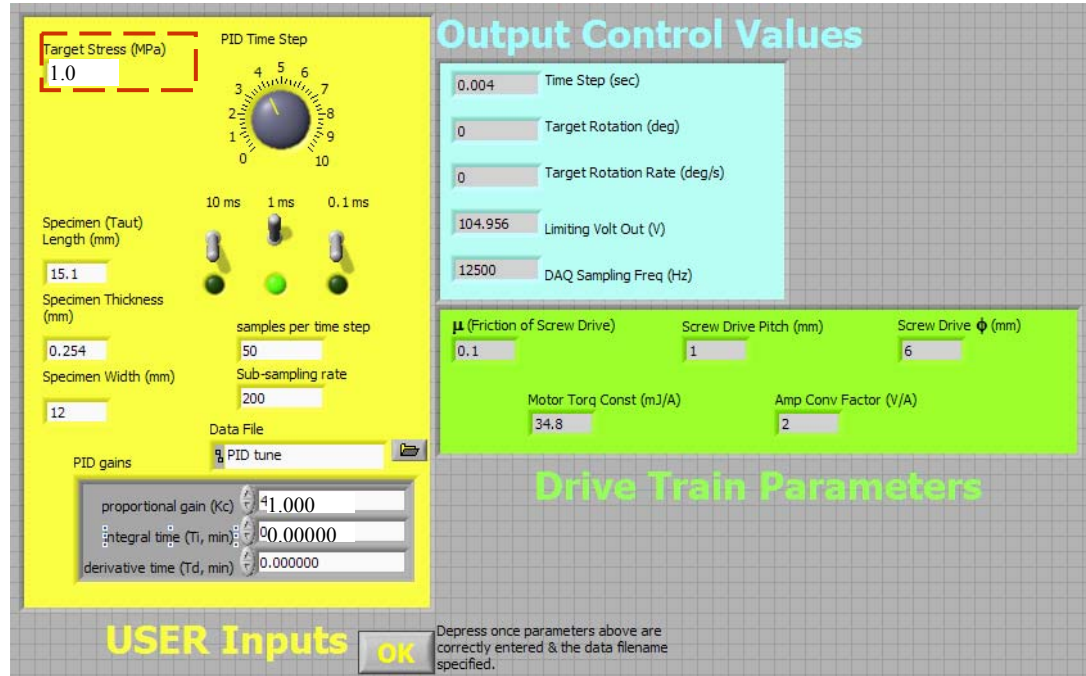 Target Stress (MPa)
1.0
PID Time Step
0 1 2 3 4 5 6 7 8 9 10
10 ms 1 ms 0.1 ms
Specimen (Taut)
Length (mm)
15.1
Specimen Thickness
(mm)
0.254
Specimen Width (mm)
12
samples per time step
50
Sub-sampling rate
200
Data File
PID tune
PID gains
proportional gain (Kc) 41.000
integral time (Ti, min) 00.00000
derivative time (Td, min) 0.000000
USER Inputs
OK
Depress once parameters above are
correctly entered & the data filename
specified.
Output Control Values
0.004 Time Step (sec)
0 Target Rotation (deg)
0 Target Rotation Rate (deg/s)
104.956 Limiting Volt Out (V)
12500 DAQ Sampling Freq (Hz)
μ (Friction of Screw Drive) Screw Drive Pitch (mm) Screw Drive ϕ (mm)
0.1 1 6
Motor Torq Const (mJ/A) Amp Conv Factor (V/A)
34.8 2
Drive Train Parameters